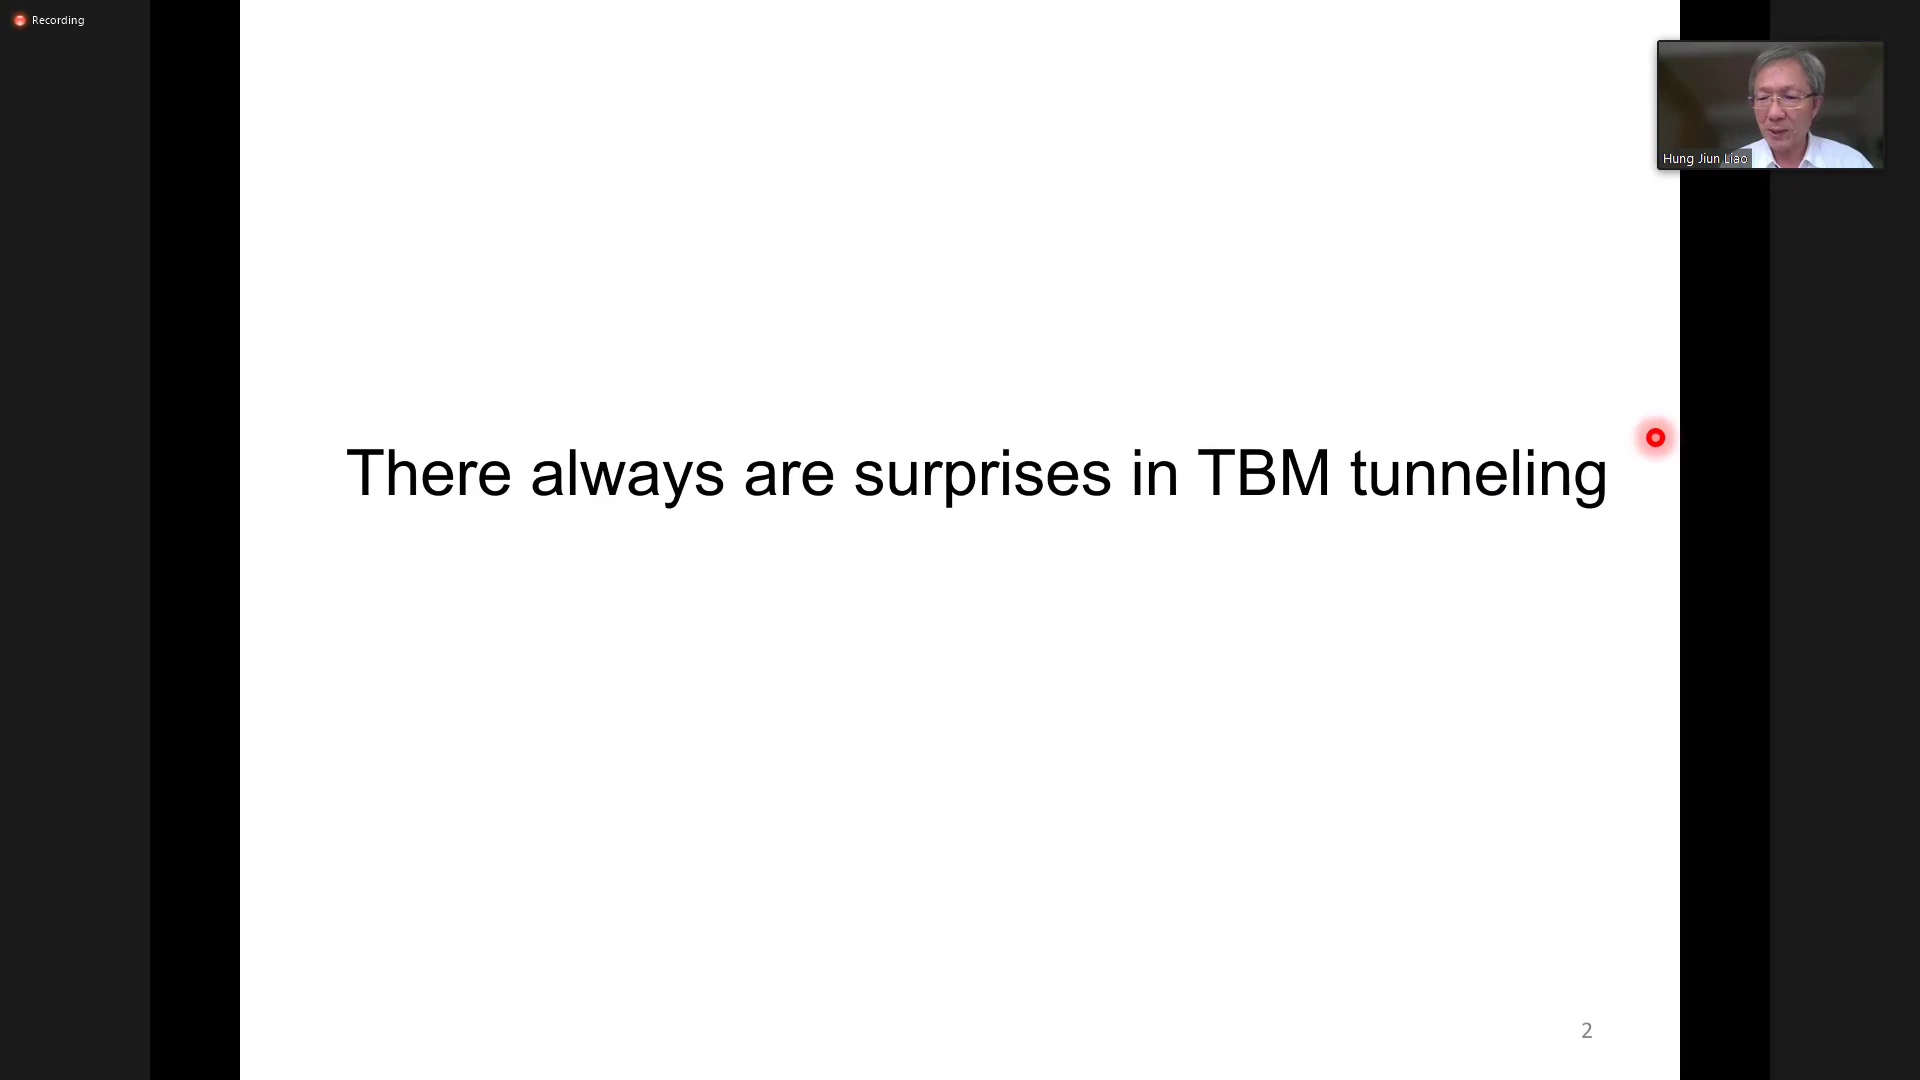 Recording
Hung Jiun Liao
There always are surprises in TBM tunneling
2